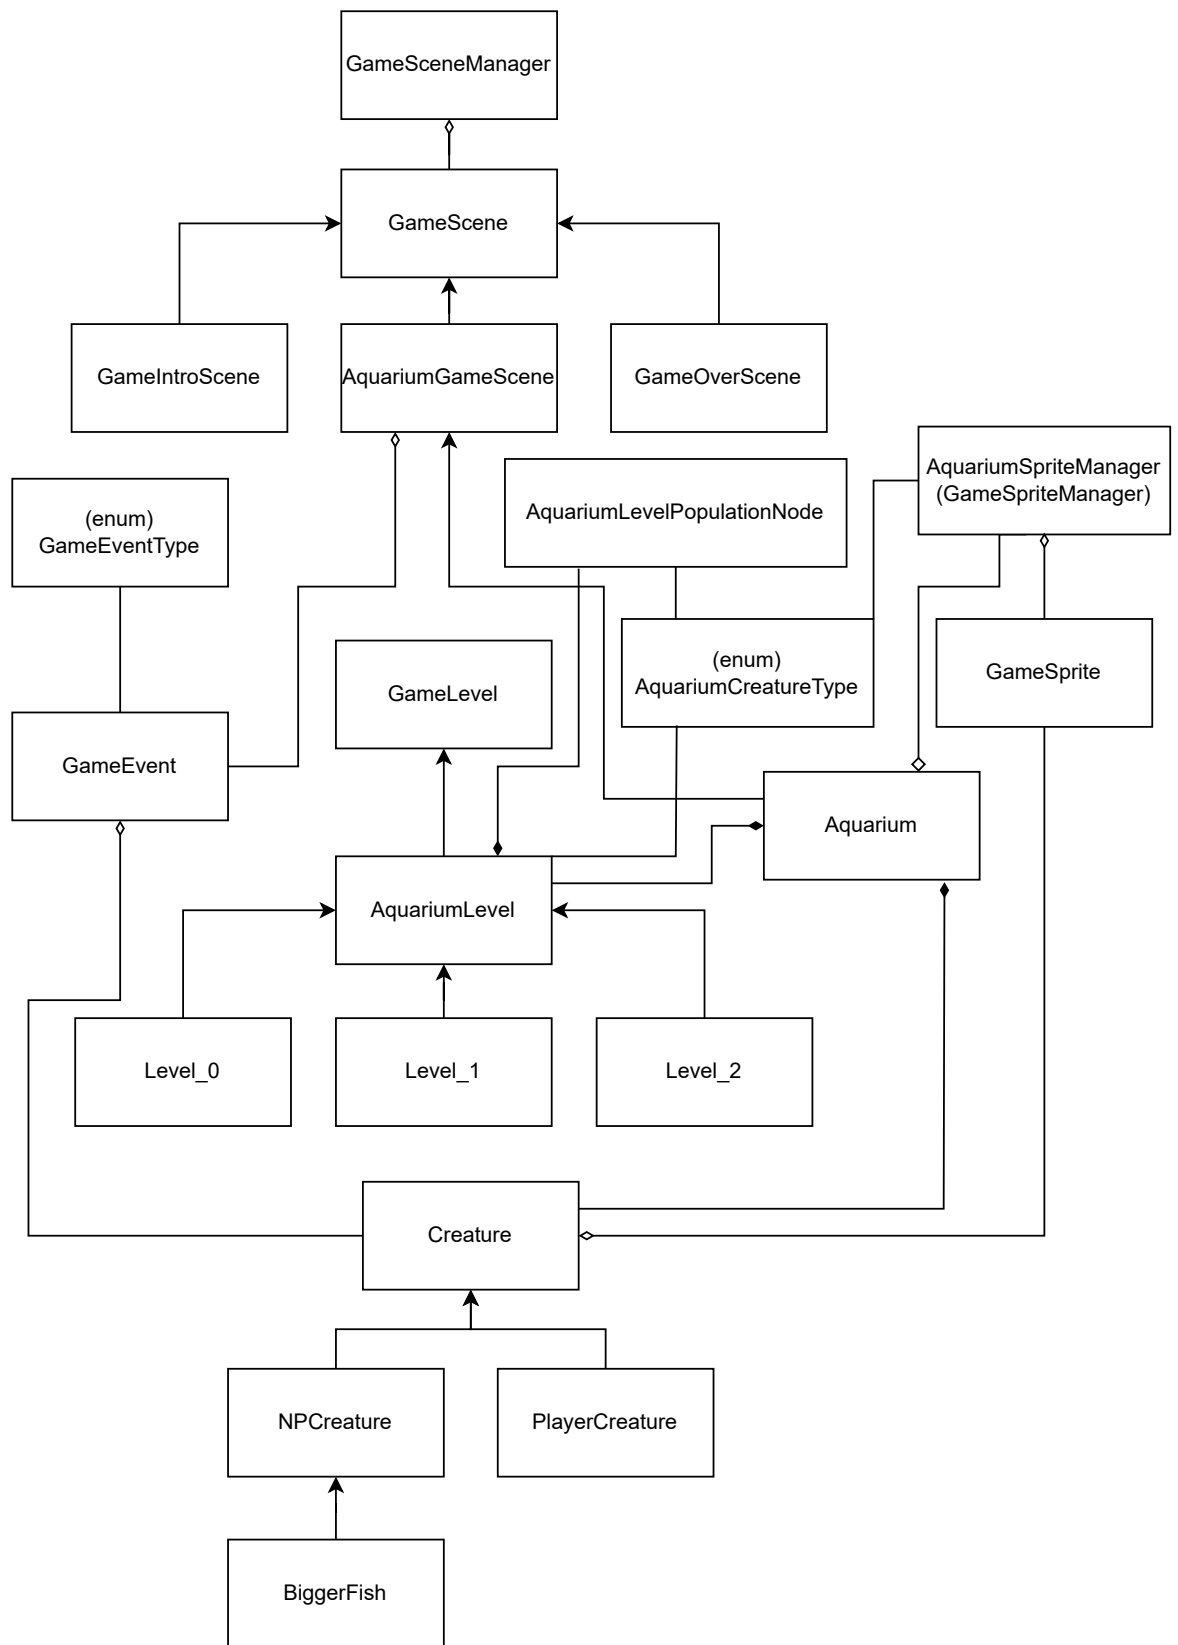 GameSceneManager
GameScene
GameIntroScene
AquariumGameScene
GameOverScene
AquariumSpriteManager
(GameSpriteManager)
AquariumLevelPopulationNode
(enum)
GameEventType
(enum)
AquariumCreatureType
GameSprite
GameLevel
GameEvent
Aquarium
AquariumLevel
Level_0
Level_1
Level_2
Creature
NPCreature
PlayerCreature
BiggerFish